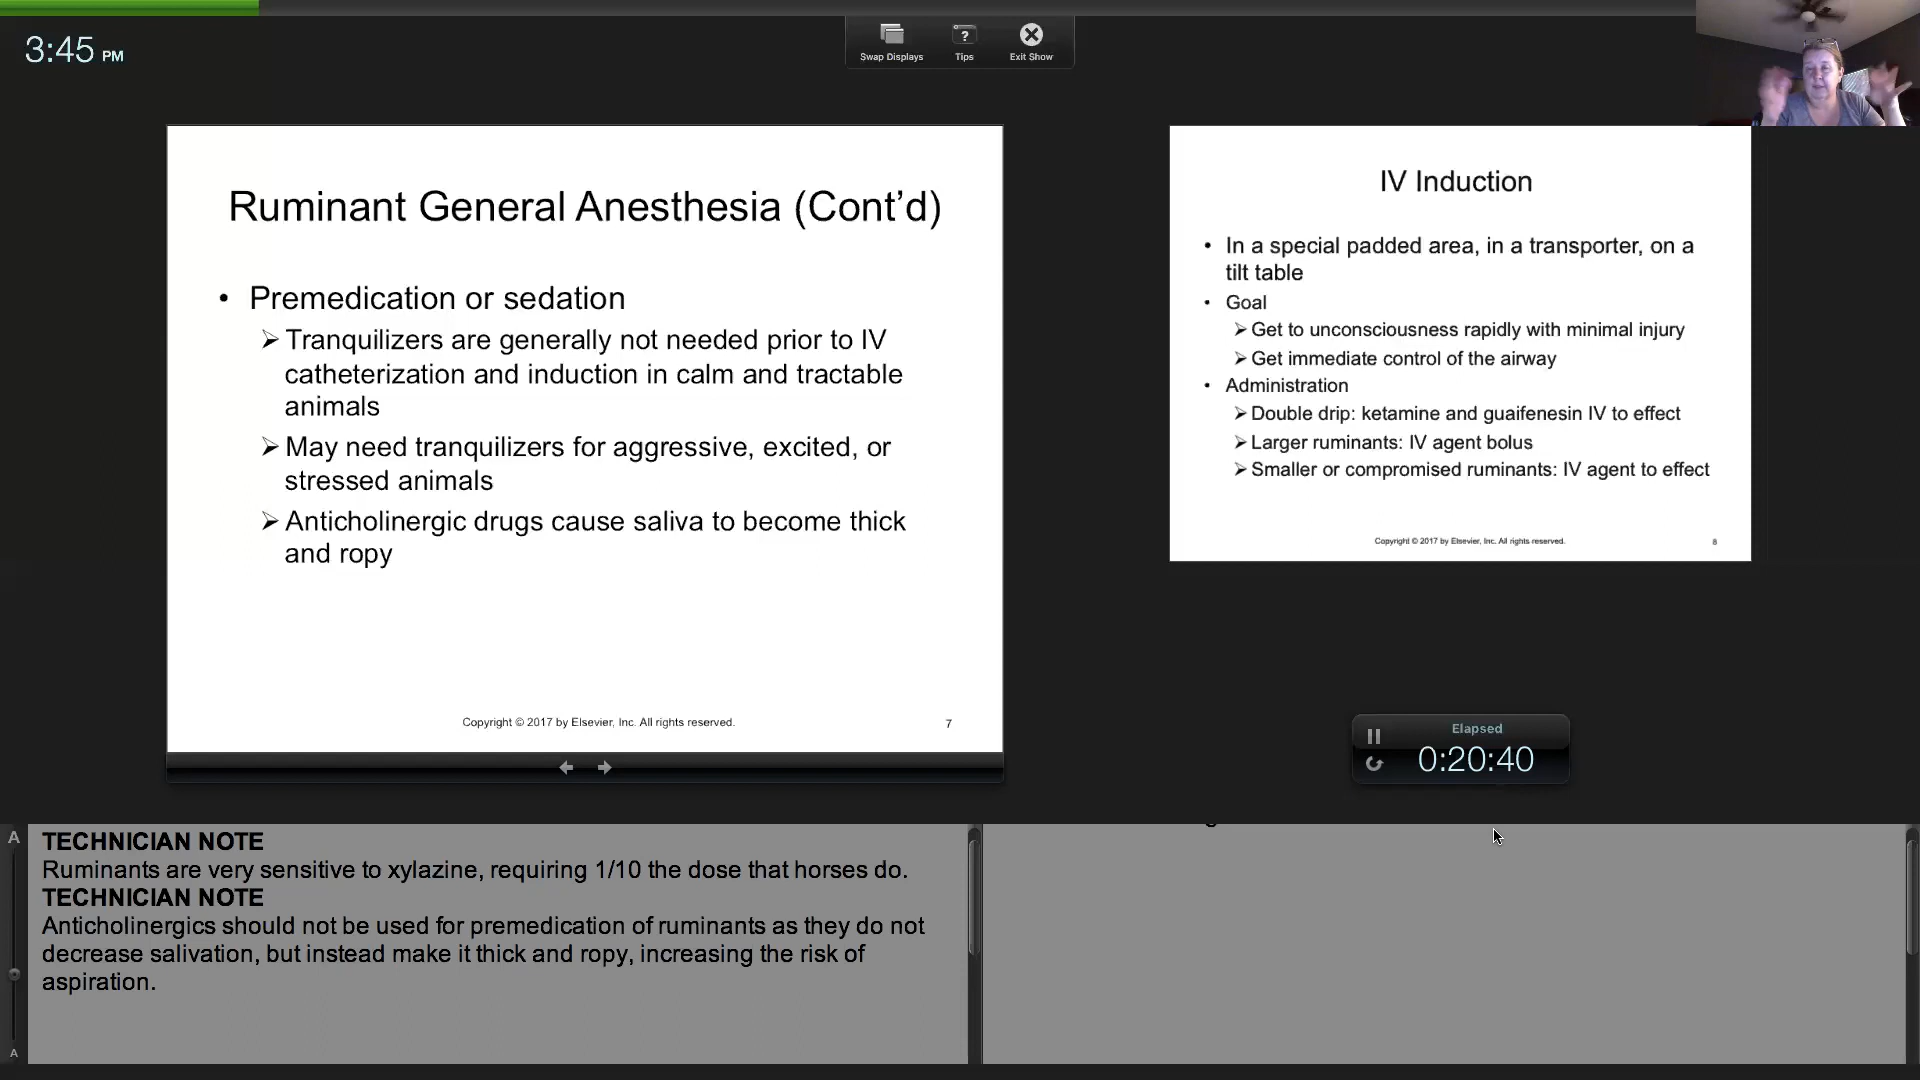 3:45 PM
Swap Displays
?
Tips
Exit Show
Ruminant General Anesthesia (Cont’d)
• Premedication or sedation
➢Tranquilizers are generally not needed prior to IV
catheterization and induction in calm and tractable
animals
➢May need tranquilizers for aggressive, excited, or
stressed animals
➢Anticholinergic drugs cause saliva to become thick
and ropy
Copyright © 2017 by Elsevier, Inc. All rights reserved.
7
IV Induction
• In a special padded area, in a transporter, on a
tilt table
• Goal
➢Get to unconsciousness rapidly with minimal injury
➢Get immediate control of the airway
• Administration
➢Double drip: ketamine and guaifenesin IV to effect
➢Larger ruminants: IV agent bolus
➢Smaller or compromised ruminants: IV agent to effect
Copyright © 2017 by Elsevier, Inc. All rights reserved.
8
Elapsed
0:20:40
A
TECHNICIAN NOTE
Ruminants are very sensitive to xylazine, requiring 1/10 the dose that horses do.
TECHNICIAN NOTE
Anticholinergics should not be used for premedication of ruminants as they do not
decrease salivation, but instead make it thick and ropy, increasing the risk of
aspiration.
A